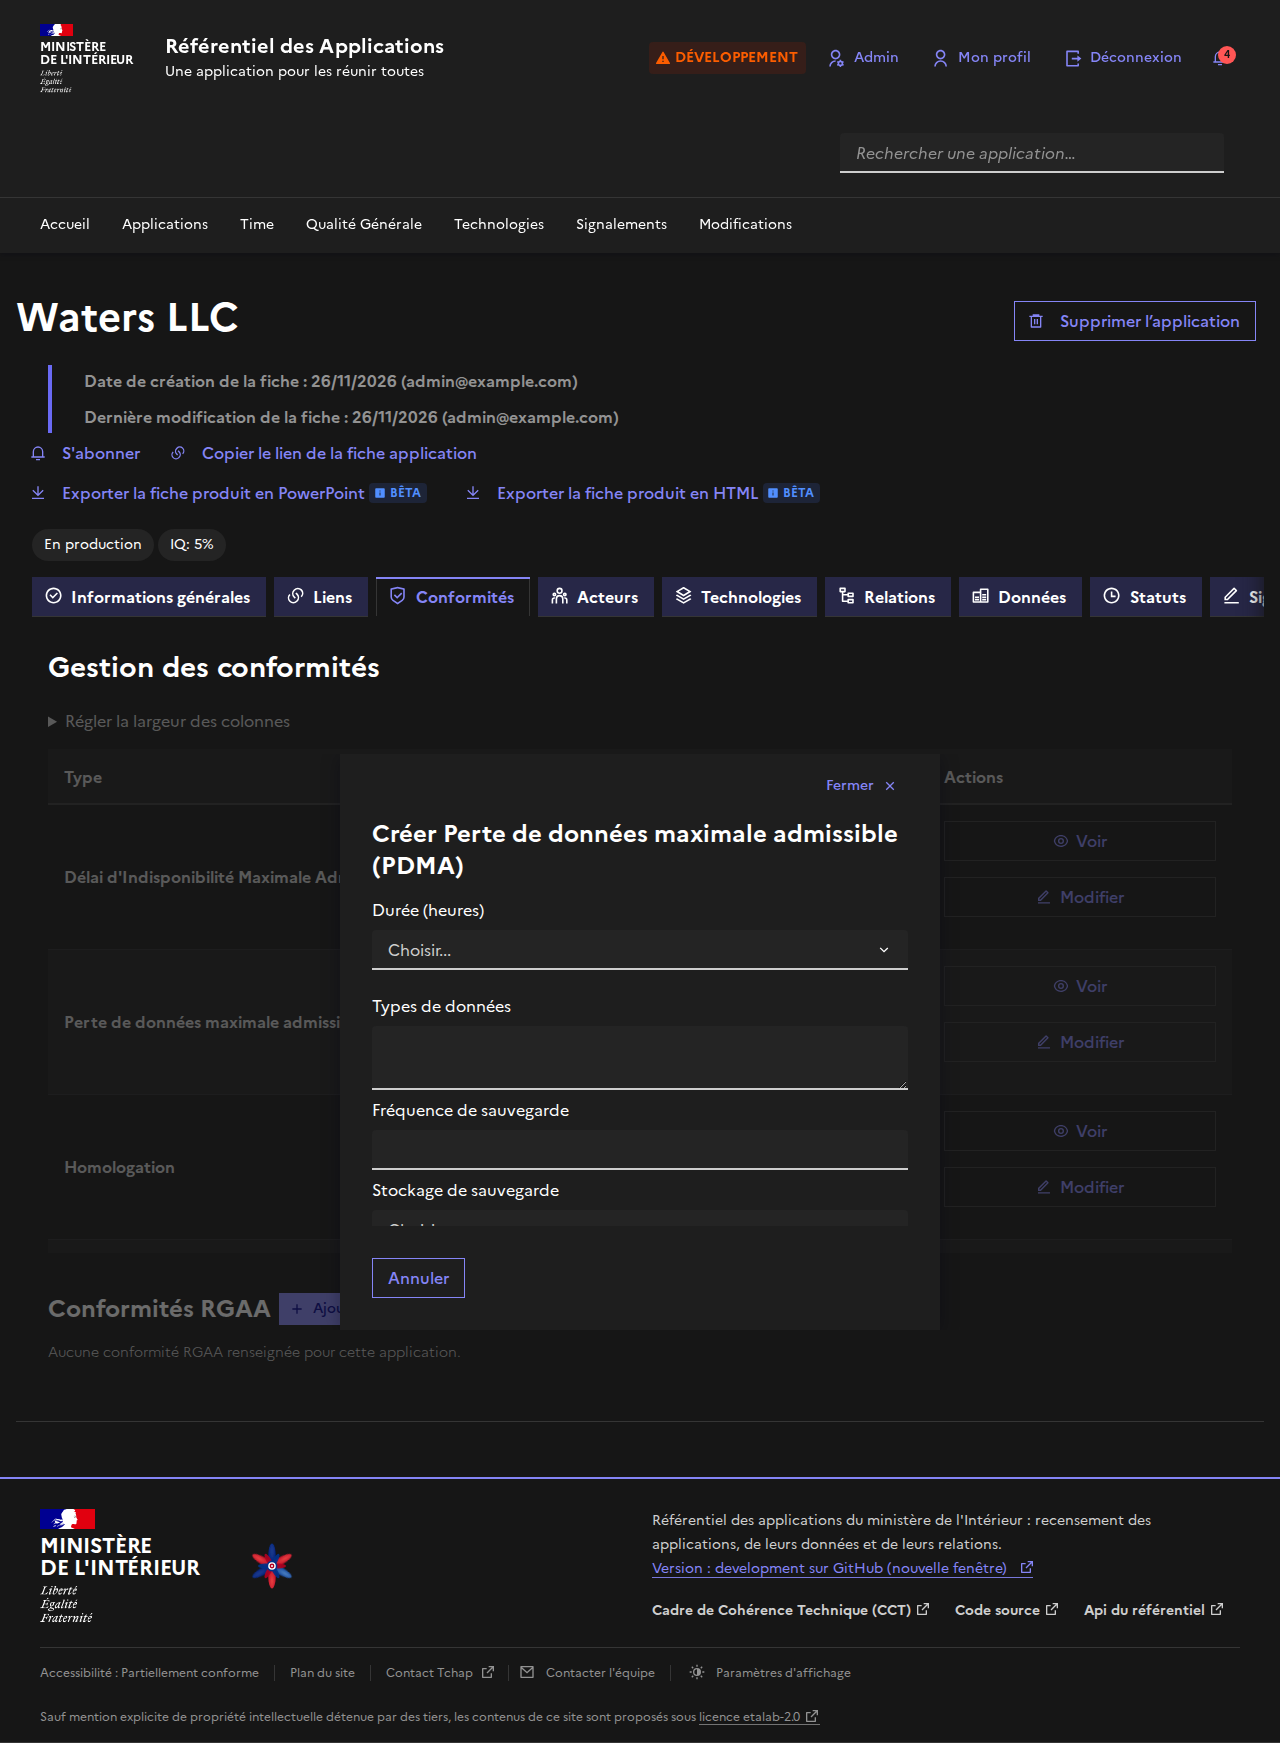 MINISTÈRE
DE L'INTÉRIEUR
Liberté
Égalité
Fraternité
Référentiel des Applications
Une application pour les réunir toutes
DÉVELOPPEMENT
Admin
Mon profil
Déconnexion
4
Rechercher une application...
Accueil
Applications
Time
Qualité Générale
Technologies
Signalements
Modifications
Waters LLC
Supprimer l'application
Date de création de la fiche : 26/11/2026 (admin@example.com)
Dernière modification de la fiche : 26/11/2026 (admin@example.com)
S'abonner
Copier le lien de la fiche application
Exporter la fiche produit en PowerPoint
BÊTA
Exporter la fiche produit en HTML
BÊTA
En production
IQ: 5%
Informations générales
Liens
Conformités
Acteurs
Technologies
Relations
Données
Statuts
Gestion des conformités
Régler la largeur des colonnes
Type
Actions
Délai d'Indisponibilité Maximale
Voir
Modifier
Perte de données maximale
Voir
Modifier
Homologation
Voir
Modifier
Fermer
Créer Perte de données maximale admissible
(PDMA)
Durée (heures)
Choisir...
Types de données
Fréquence de sauvegarde
Stockage de sauvegarde
Annuler
Conformités RGAA
Aucune conformité RGAA renseignée pour cette application.
MINISTÈRE
DE L'INTÉRIEUR
Liberté
Égalité
Fraternité
Référentiel des applications du ministère de l'Intérieur : recensement des
applications, de leurs données et de leurs relations.
Version : development sur GitHub (nouvelle fenêtre)
Cadre de Cohérence Technique (CCT)
Code source
Api du référentiel
Accessibilité : Partiellement conforme
Plan du site
Contact Tchap
Contacter l'équipe
Paramètres d'affichage
Sauf mention explicite de propriété intellectuelle détenue par des tiers, les contenus de ce site sont proposés sous licence etalab-2.0